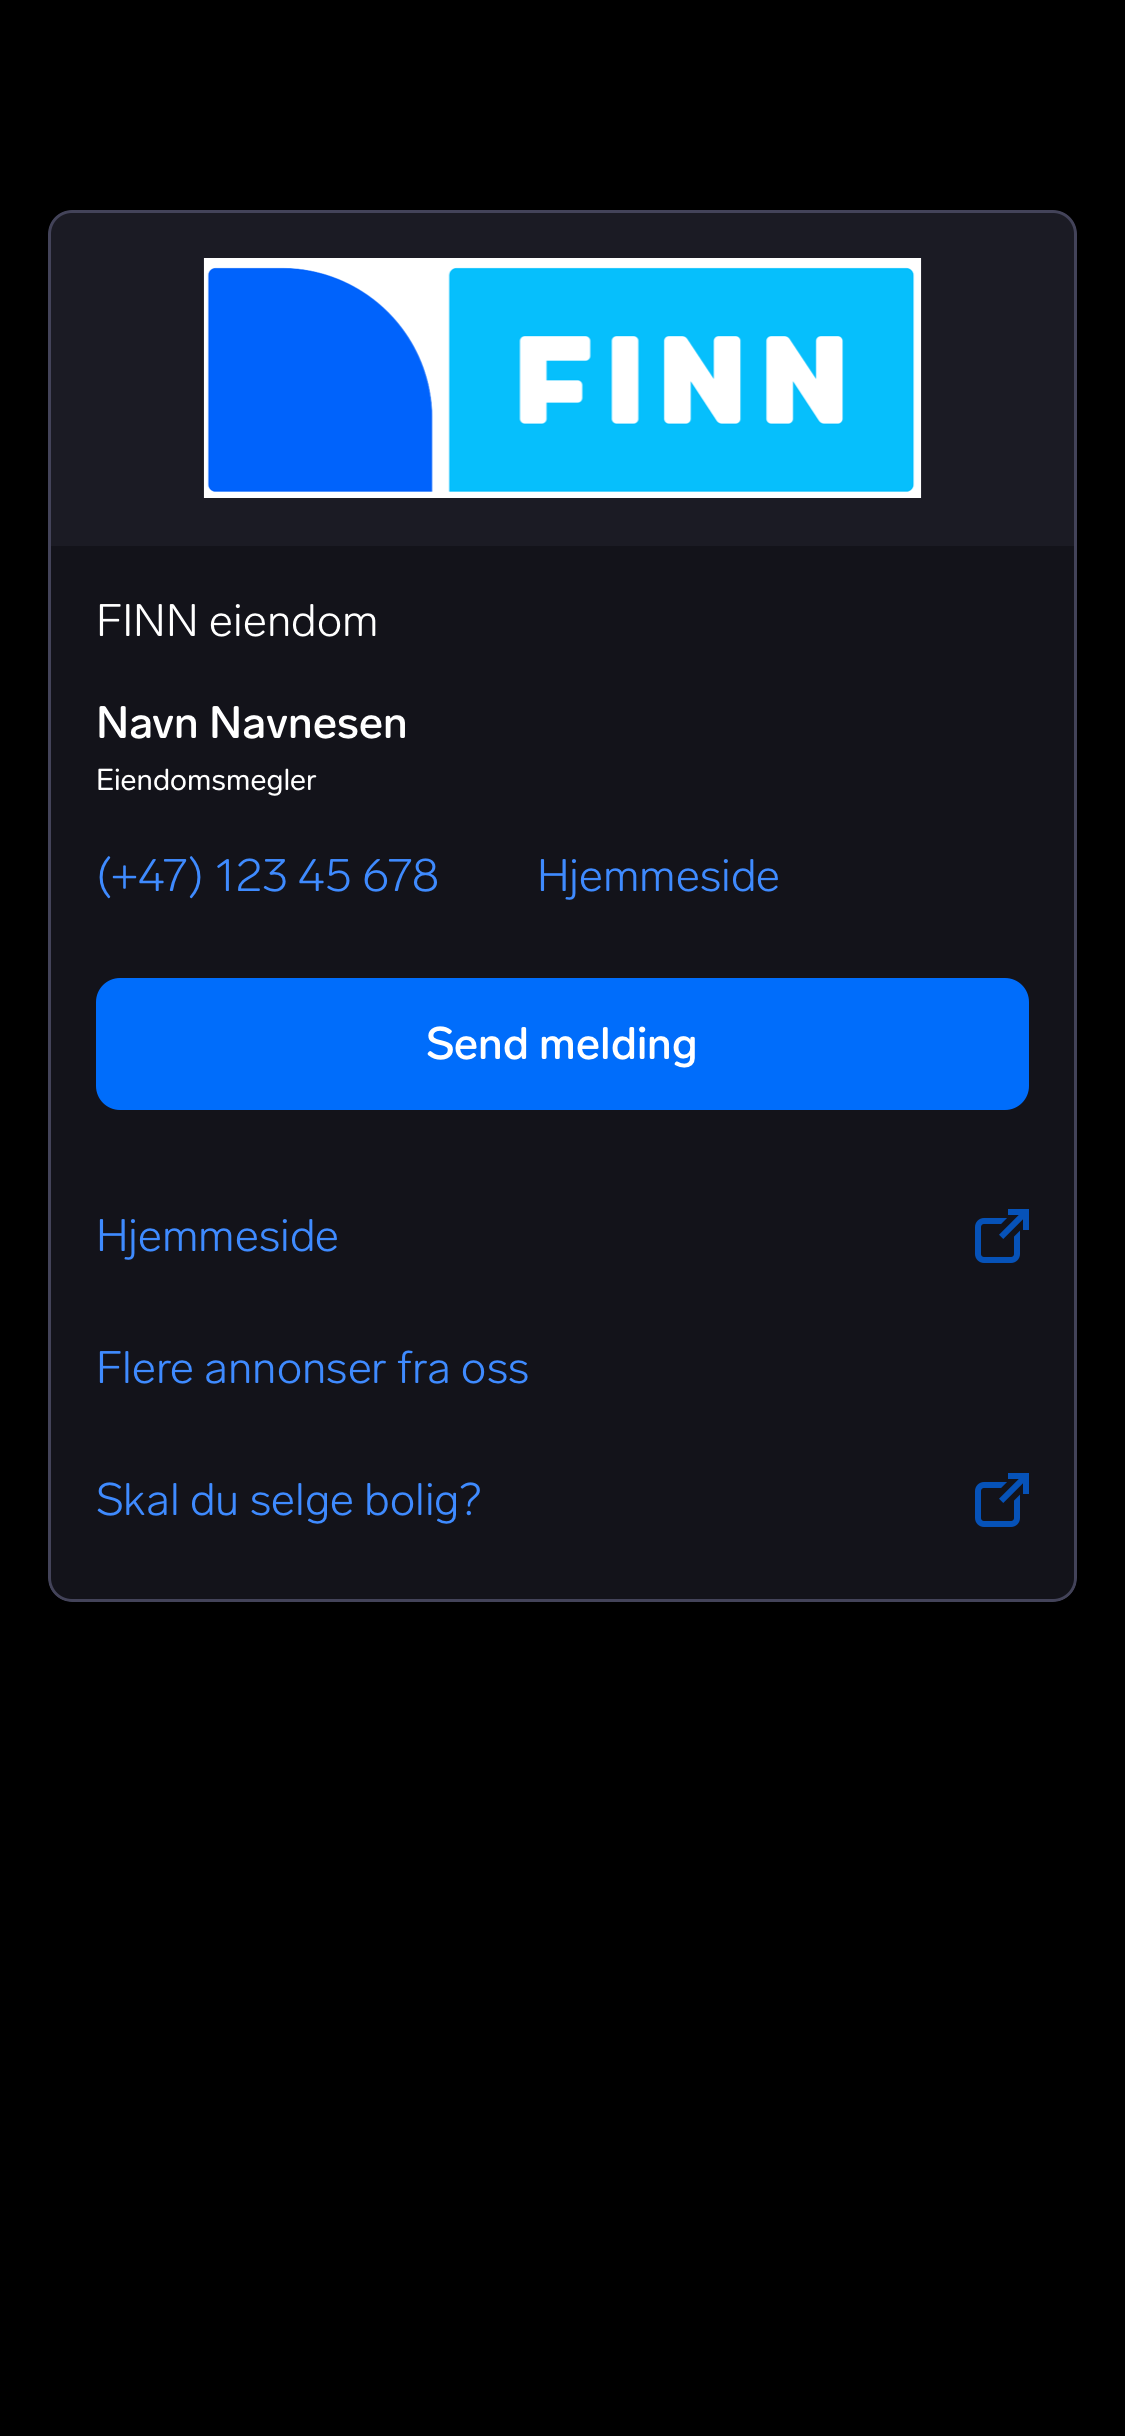 FINN
FINN eiendom
Navn Navnesen
Eiendomsmegler
(+47) 123 45 678 Hjemmeside
Send melding
Hjemmeside
Flere annonser fra oss
Skal du selge bolig?